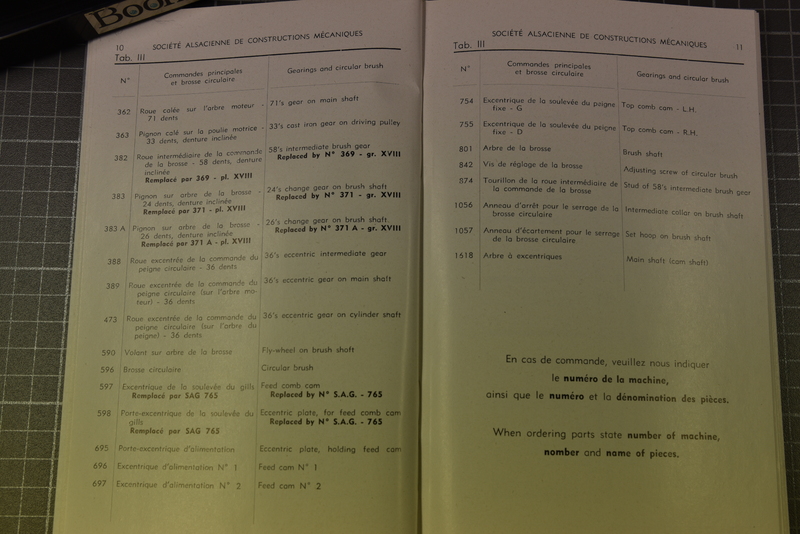 Boo
10 SOCIÉTÉ ALSACIENNE DE CONSTRUCTIONS MÉCANIQUES
Tab. III
N° Commandes principales et brosse circulaire Gearings and circular brush
362 Roue calée sur l'arbre moteur - 71's gear on main shaft
71 dents
363 Pignon calé sur la poulie motrice - 33's cast iron gear on driving pulley
33 dents, denture inclinée
382 Roue intermédiaire de la commande 58's intermediate brush gear
de la brosse - 58 dents, denture Replaced by N° 369 - gr. XVIII
inclinée
Remplacé par 369 - pl. XVIII
383 Pignon sur arbre de la brosse - 24's change gear on brush shaft
24 dents, denture inclinée Replaced by N° 371 - gr. XVIII
Remplacé par 371 - pl. XVIII
383 A Pignon sur arbre de la brosse - 26's change gear on brush shaft
26 dents, denture inclinée Replaced by N° 371 A - gr. XVIII
Remplacé par 371 A - pl. XVIII
388 Roue excentrée de la commande du 36's eccentric intermediate gear
peigne circulaire - 36 dents
389 Roue excentrée de la commande du 36's eccentric gear on main shaft
peigne circulaire (sur l'arbre mo-
teur) - 36 dents
473 Roue excentrée de la commande du 36's eccentric gear on cylinder shaft
peigne circulaire (sur l'arbre du
peigne) - 36 dents
590 Volant sur arbre de la brosse Fly-wheel on brush shaft
596 Brosse circulaire Circular brush
597 Excentrique de la soulevée du gills Feed comb cam
Remplacé par SAG 765 Replaced by N° S.A.G. - 765
598 Porte-excentrique de la soulevée du Eccentric plate, for feed comb cam
gills Replaced by N° S.A.G. - 765
Remplacé par SAG 765
695 Porte-excentrique d'alimentation Eccentric plate, holding feed cam
696 Excentrique d'alimentation N° 1 Feed cam N° 1
697 Excentrique d'alimentation N° 2 Feed cam N° 2
SOCIÉTÉ ALSACIENNE DE CONSTRUCTIONS MÉCANIQUES 11
Tab. III
N° Commandes principales et brosse circulaire Gearings and circular brush
754 Excentrique de la soulevée du peigne Top comb cam - L.H.
fixe - G
755 Excentrique de la soulevée du peigne Top comb cam - R.H.
fixe - D
801 Arbre de la brosse Brush shaft
842 Vis de réglage de la brosse Adjusting screw of circular brush
874 Tourillon de la roue intermédiaire de Stud of 58's intermediate brush gear
la commande de la brosse
1056 Anneau d'arrêt pour le serrage de la Intermediate collar on brush shaft
brosse circulaire
1057 Anneau d'écartement pour le serrage Set hoop on brush shaft
de la brosse circulaire
1618 Arbre à excentriques Main shaft (cam shaft)
En cas de commande, veuillez nous indiquer
le numéro de la machine,
ainsi que le numéro et la dénomination des pièces.
When ordering parts state number of machine,
nomber and name of pieces.